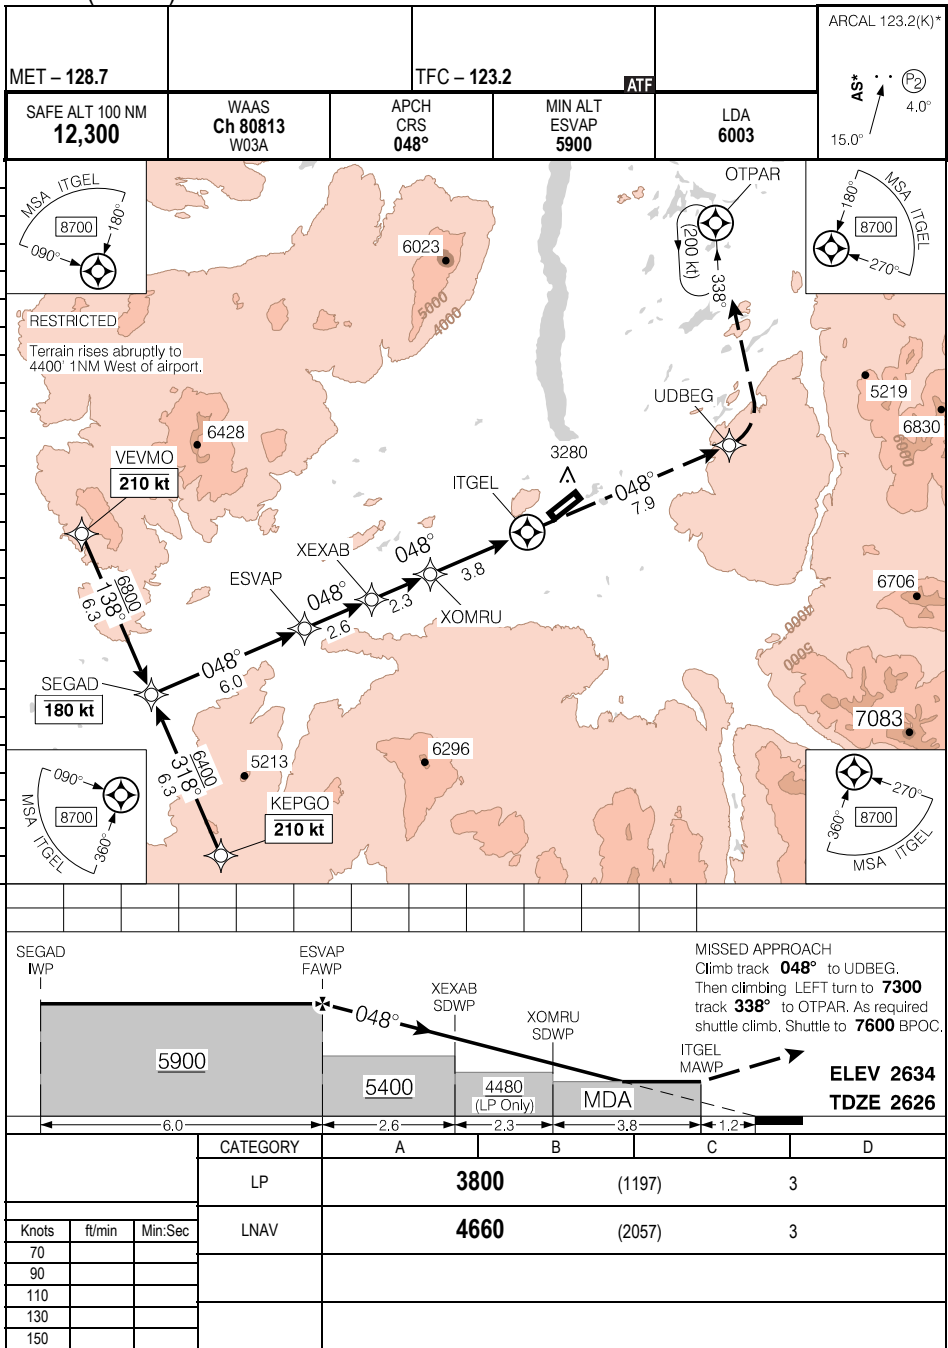 ARCAL 123.2(K)*
MET – 128.7
TFC – 123.2
ATF
AS*
P2
4.0°
15.0°
SAFE ALT 100 NM
12,300
WAAS
Ch 80813
W03A
APCH
CRS
048°
MIN ALT
ESVAP
5900
LDA
6003
MSA ITGEL
8700
180°
090°
MSA ITGEL
8700
180°
270°
OTPAR
(200 kt)
338°
6023
5000
4000
RESTRICTED
Terrain rises abruptly to
4400' 1NM West of airport.
5219
6830
6000
UDBEG
6428
VEVMO
210 kt
3280
ITGEL
048°
7.9
XEXAB
048°
3.8
ESVAP
048°
2.6
2.3
XOMRU
6706
6800
138°
6.3
4000
5000
048°
6.0
SEGAD
180 kt
7083
6400
318°
6.3
5213
6296
KEPGO
210 kt
090°
8700
360°
MSA ITGEL
270°
8700
360°
MSA ITGEL
SEGAD
IWP
ESVAP
FAWP
XEXAB
SDWP
XOMRU
SDWP
ITGEL
MAWP
MISSED APPROACH
Climb track 048° to UDBEG.
Then climbing LEFT turn to 7300
track 338° to OTPAR. As required
shuttle climb. Shuttle to 7600 BPOC.
048°
5900
5400
4480
(LP Only)
MDA
ELEV 2634
TDZE 2626
6.0
2.6
2.3
3.8
1.2
CATEGORY A B C D
LP 3800 (1197) 3
LNAV 4660 (2057) 3
Knots ft/min Min:Sec
70
90
110
130
150